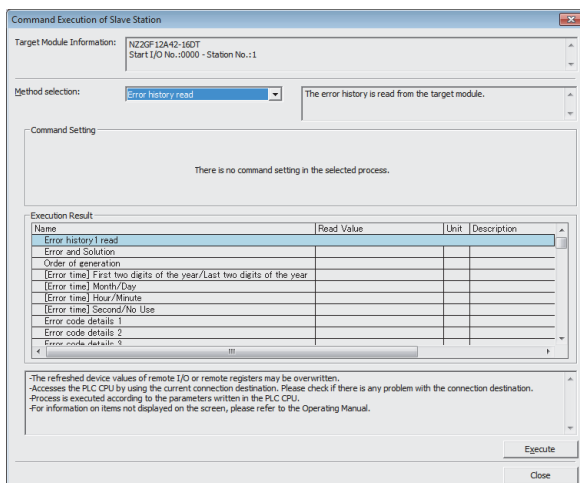 Command Execution of Slave Station
Target Module Information:
NZ2GF12A42-16DT
Start I/O No.:0000 - Station No.:1
Method selection:
Error history read
The error history is read from the target module.
Command Setting
There is no command setting in the selected process.
Execution Result
Name Read Value Unit Description
Error history1 read
Error and Solution
Order of generation
[Error time] First two digits of the year/Last two digits of the year
[Error time] Month/Day
[Error time] Hour/Minute
[Error time] Second/No Use
Error code details 1
Error code details 2
Error code details 3
-The refreshed device values of remote I/O or remote registers may be overwritten.
-Accesses the PLC CPU by using the current connection destination. Please check if there is any problem with the connection destination.
-Process is executed according to the parameters written in the PLC CPU.
-For information on items not displayed on the screen, please refer to the Operating Manual.
Execute
Close